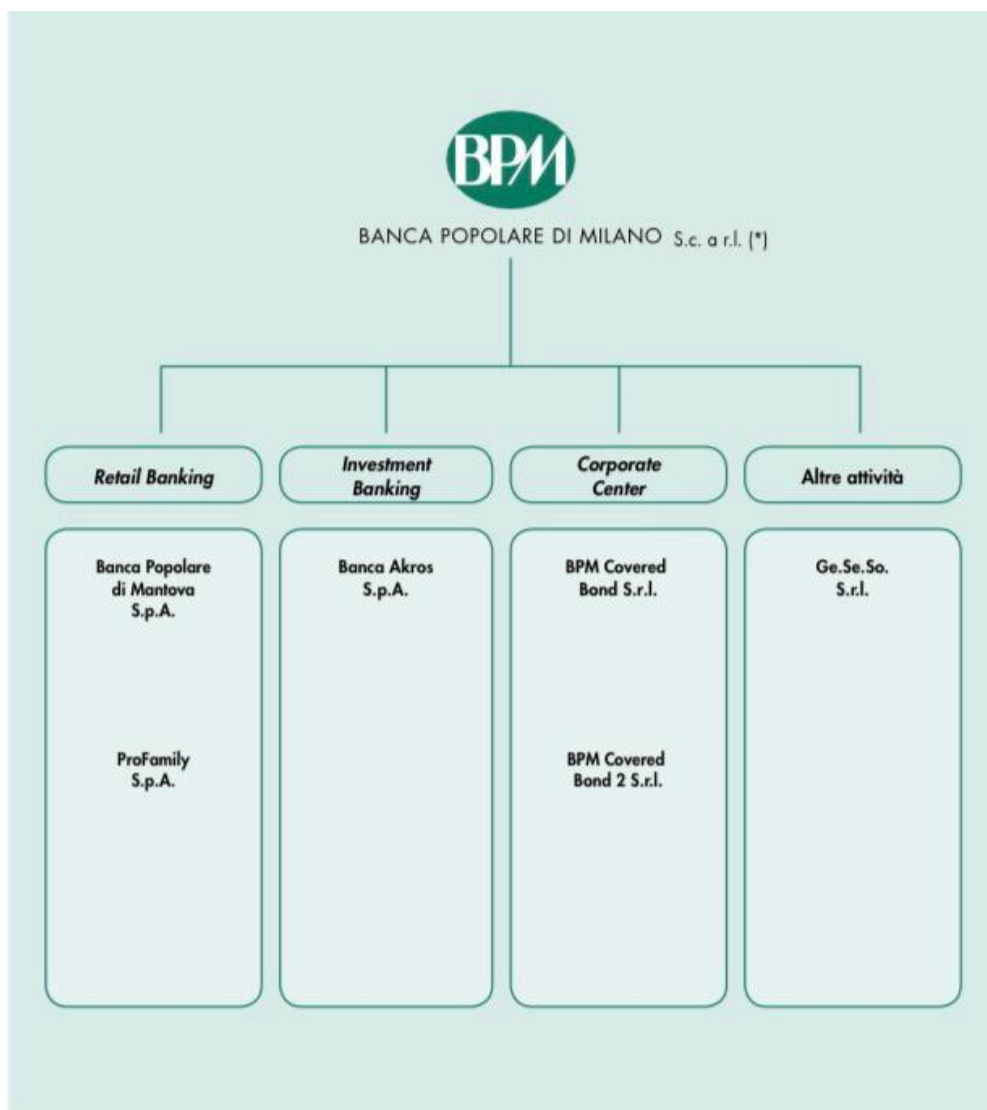 BPM
BANCA POPOLARE DI MILANO S.c. a r.l. (*)
Retail Banking
Investment
Banking
Corporate
Center
Altre attività
Banca Popolare
di Mantova
S.p.A.
ProFamily
S.p.A.
Banca Akros
S.p.A.
BPM Covered
Bond S.r.l.
BPM Covered
Bond 2 S.r.l.
Ge.Se.So.
S.r.l.